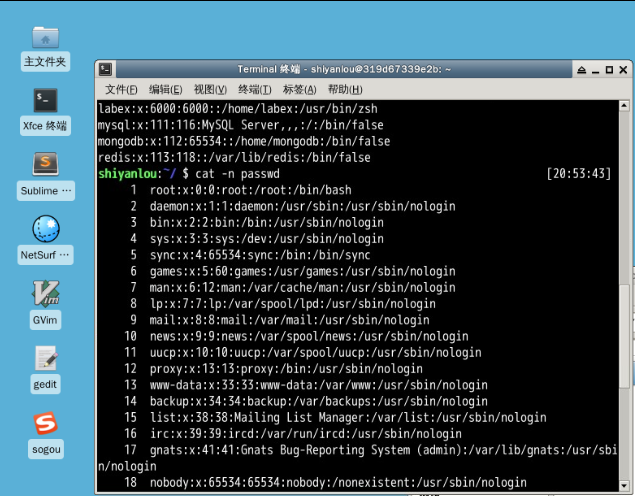 主文件夹
Xfce 终端
Sublime ···
NetSurf ···
GVim
gedit
sogou
Terminal 终端 - shiyanlou@319d67339e2b: ~
文件(F) 编辑(E) 视图(V) 终端(T) 标签(A) 帮助(H)
labex:x:6000:6000::/home/labex:/usr/bin/zsh
mysql:x:111:116:MySQL Server,,,:/:/bin/false
mongodb:x:112:65534::/home/mongodb:/bin/false
redis:x:113:118::/var/lib/redis:/bin/false
shiyanlou:~/ $ cat -n passwd [20:53:43]
1 root:x:0:0:root:/root:/bin/bash
2 daemon:x:1:1:daemon:/usr/sbin:/usr/sbin/nologin
3 bin:x:2:2:bin:/bin:/usr/sbin/nologin
4 sys:x:3:3:sys:/dev:/usr/sbin/nologin
5 sync:x:4:65534:sync:/bin:/bin/sync
6 games:x:5:60:games:/usr/games:/usr/sbin/nologin
7 man:x:6:12:man:/var/cache/man:/usr/sbin/nologin
8 lp:x:7:7:lp:/var/spool/lpd:/usr/sbin/nologin
9 mail:x:8:8:mail:/var/mail:/usr/sbin/nologin
10 news:x:9:9:news:/var/spool/news:/usr/sbin/nologin
11 uucp:x:10:10:uucp:/var/spool/uucp:/usr/sbin/nologin
12 proxy:x:13:13:proxy:/bin:/usr/sbin/nologin
13 www-data:x:33:33:www-data:/var/www:/usr/sbin/nologin
14 backup:x:34:34:backup:/var/backups:/usr/sbin/nologin
15 list:x:38:38:Mailing List Manager:/var/list:/usr/sbin/nologin
16 irc:x:39:39:ircd:/var/run/ircd:/usr/sbin/nologin
17 gnats:x:41:41:Gnats Bug-Reporting System (admin):/var/lib/gnats:/usr/sbi
n/nologin
18 nobody:x:65534:65534:nobody:/nonexistent:/usr/sbin/nologin